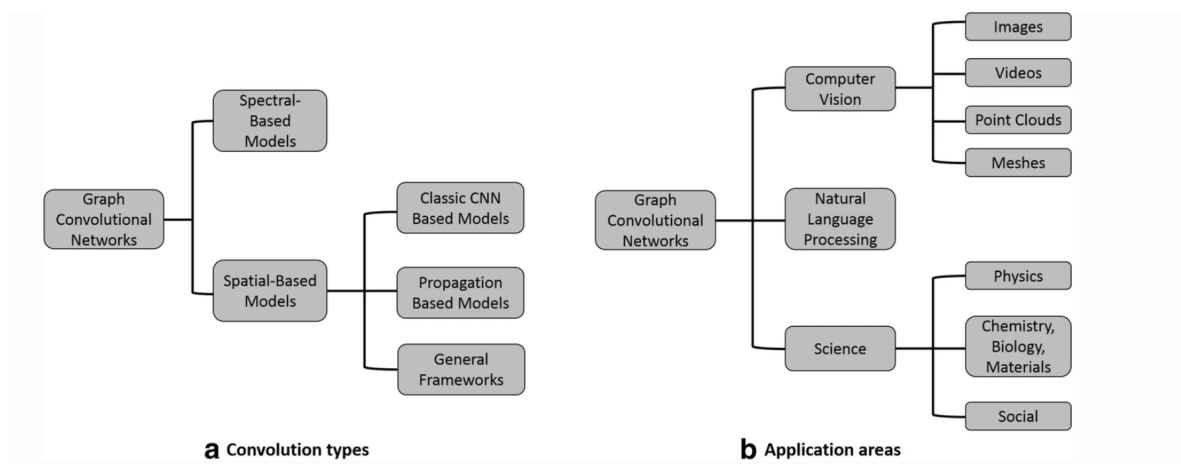 Graph
Convolutional
Networks
Spectral-
Based
Models
Spatial-Based
Models
Classic CNN
Based Models
Propagation
Based Models
General
Frameworks
a Convolution types
Graph
Convolutional
Networks
Computer
Vision
Images
Videos
Point Clouds
Meshes
Natural
Language
Processing
Science
Physics
Chemistry,
Biology,
Materials
Social
b Application areas